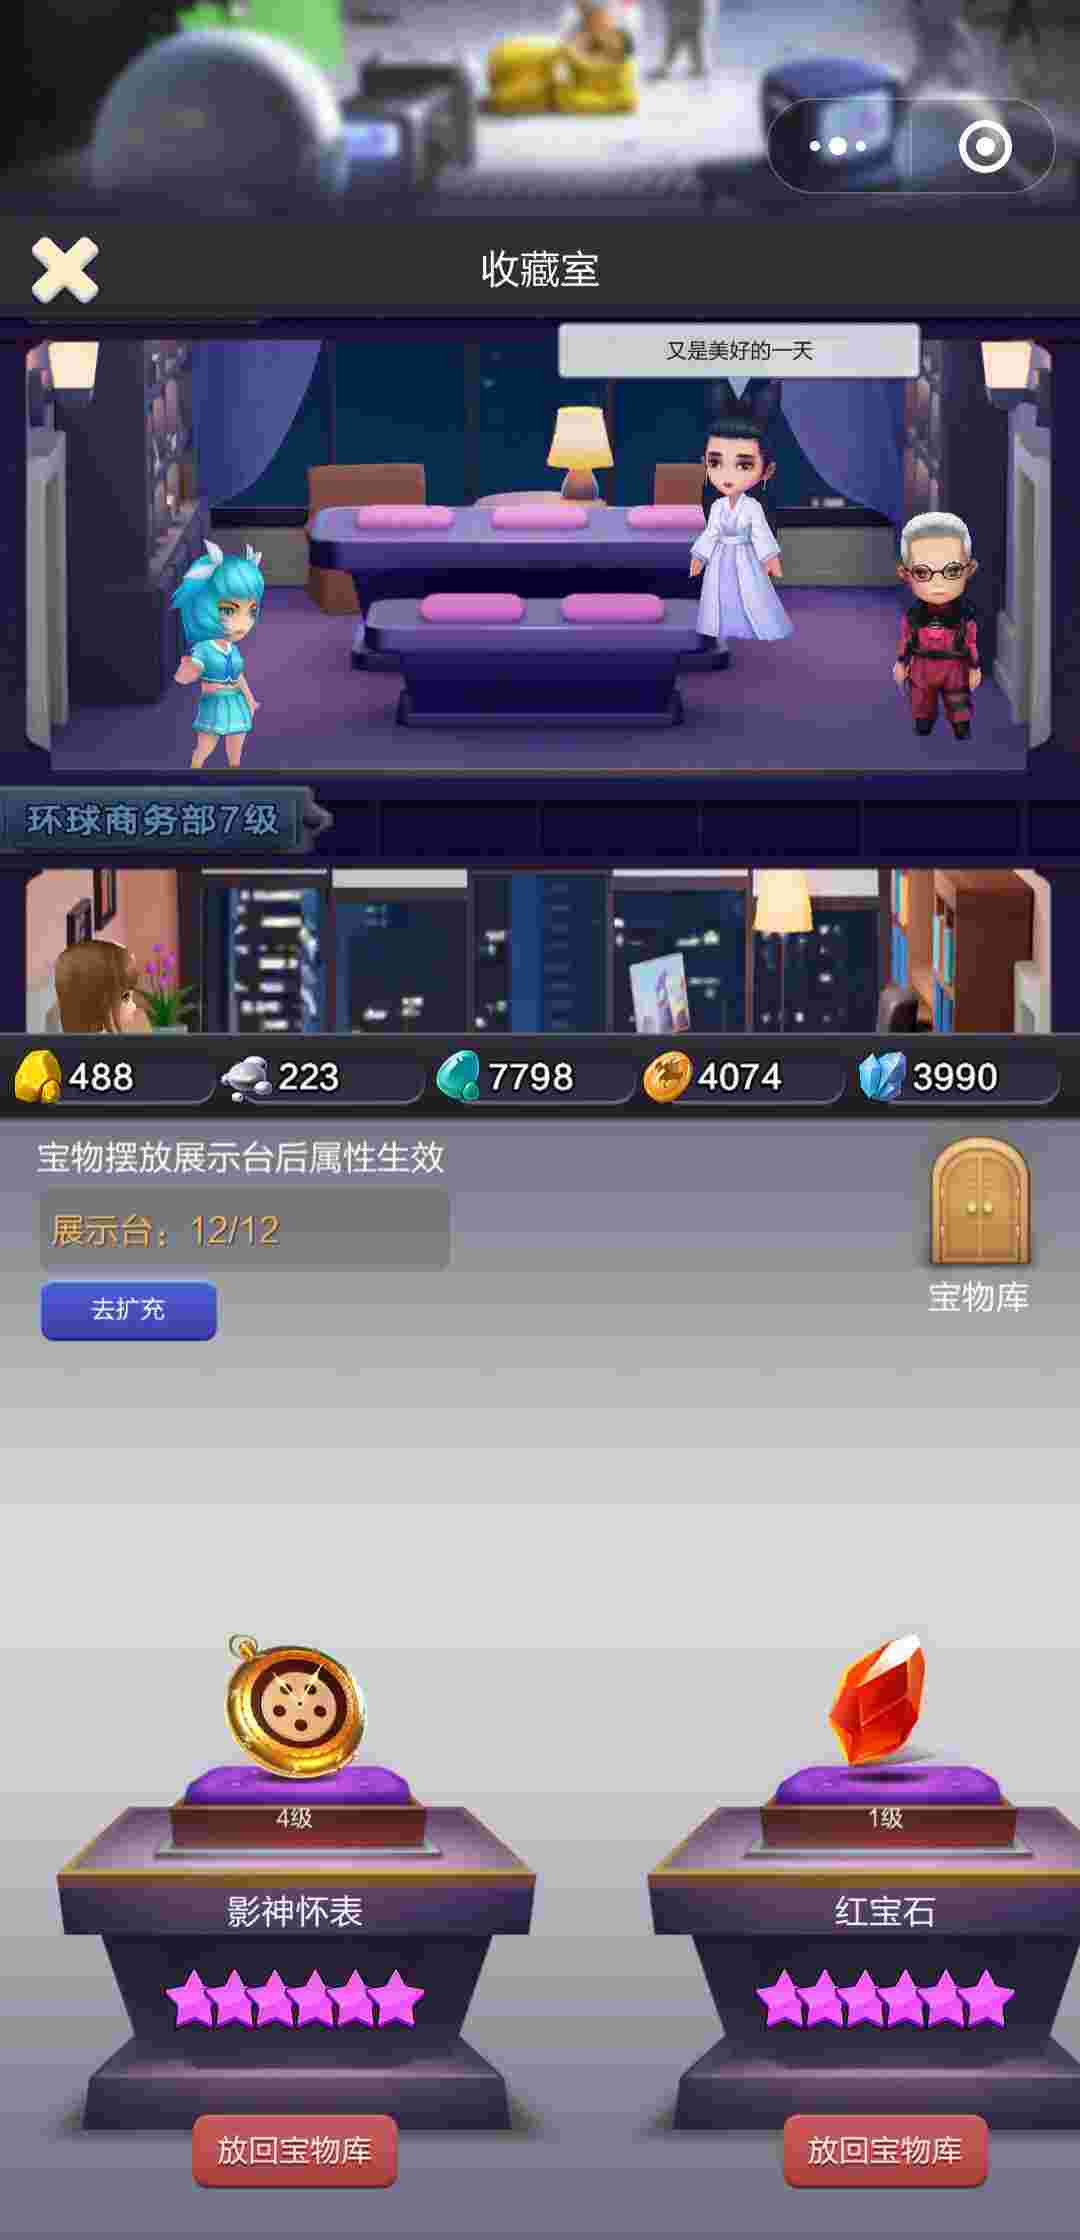 收藏室
又是美好的一天
环球商务部7级
488
223
7798
4074
3990
宝物摆放展示台后属性生效
展示台：12/12
去扩充
宝物库
4级
1级
影神怀表
红宝石
放回宝物库
放回宝物库